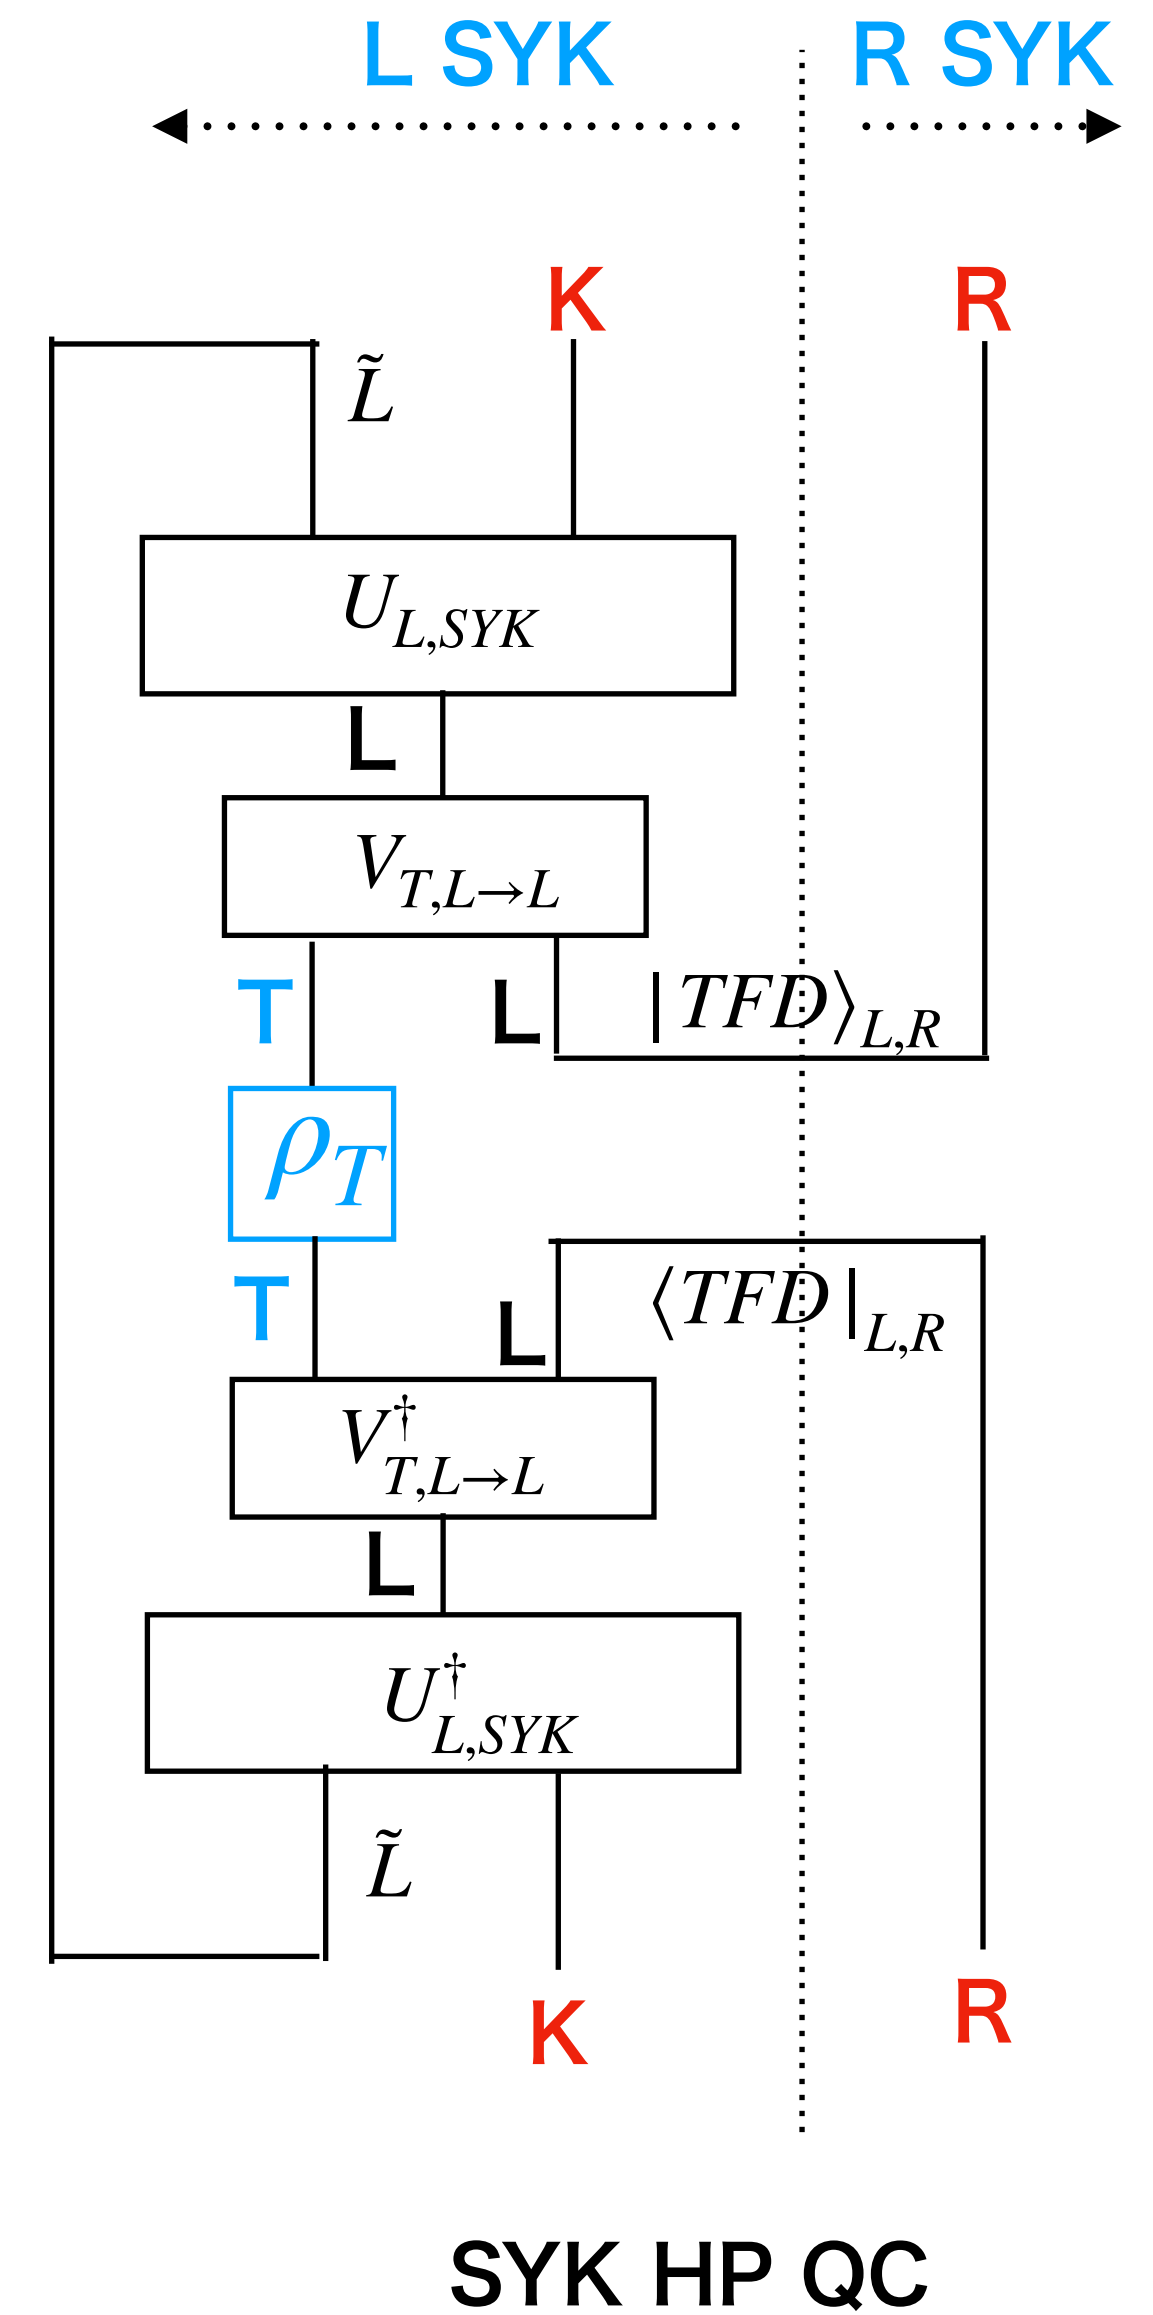 L SYK R SYK
K R
L̃
U_{L,SYK}
L
V_{T,L→L}
T L |TFD⟩_{L,R}
ρ_T
T L ⟨TFD|_{L,R}
V†_{T,L→L}
L
U†_{L,SYK}
L̃
K R
SYK HP QC